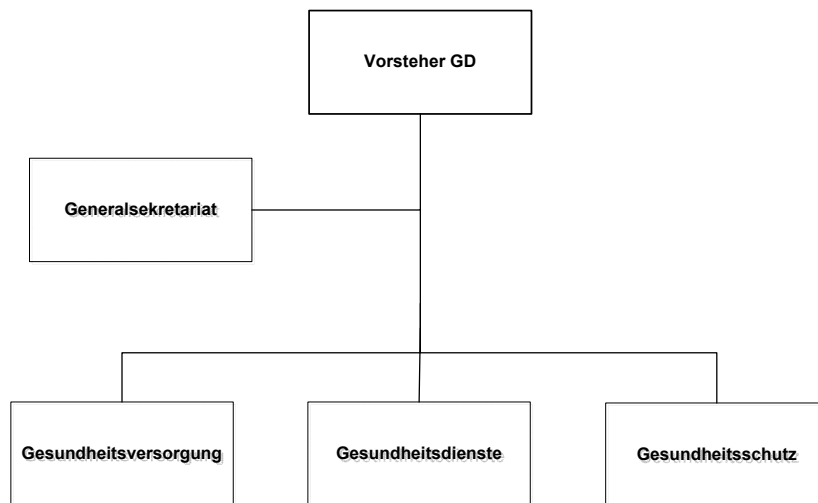 Vorsteher GD
Generalsekretariat
Gesundheitsversorgung
Gesundheitsdienste
Gesundheitsschutz